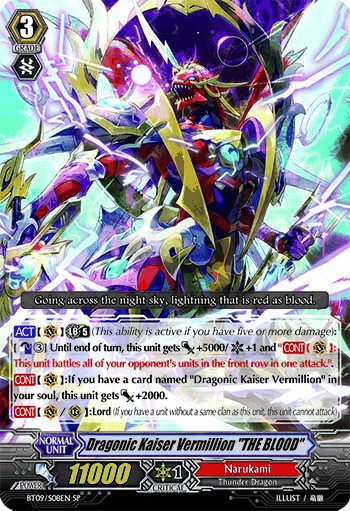 3
GRADE
Going across the night sky, lightning that is red as blood.
ACT【 】 5 (This ability is active if you have five or more damage):
[ ③] Until end of turn, this unit gets +5000/ +1 and "CONT【 】:
This unit battles all of your opponent's units in the front row in one attack.".
CONT【 】:If you have a card named "Dragonic Kaiser Vermillion" in
your soul, this unit gets +2000.
CONT【 / 】:Lord (If you have a unit without a same clan as this unit, this unit cannot attack)
NORMAL UNIT Dragonic Kaiser Vermillion "THE BLOOD"
POWER 11000 1 CRITICAL Narukami
Thunder Dragon
BT09/S08EN SP ILLUST /